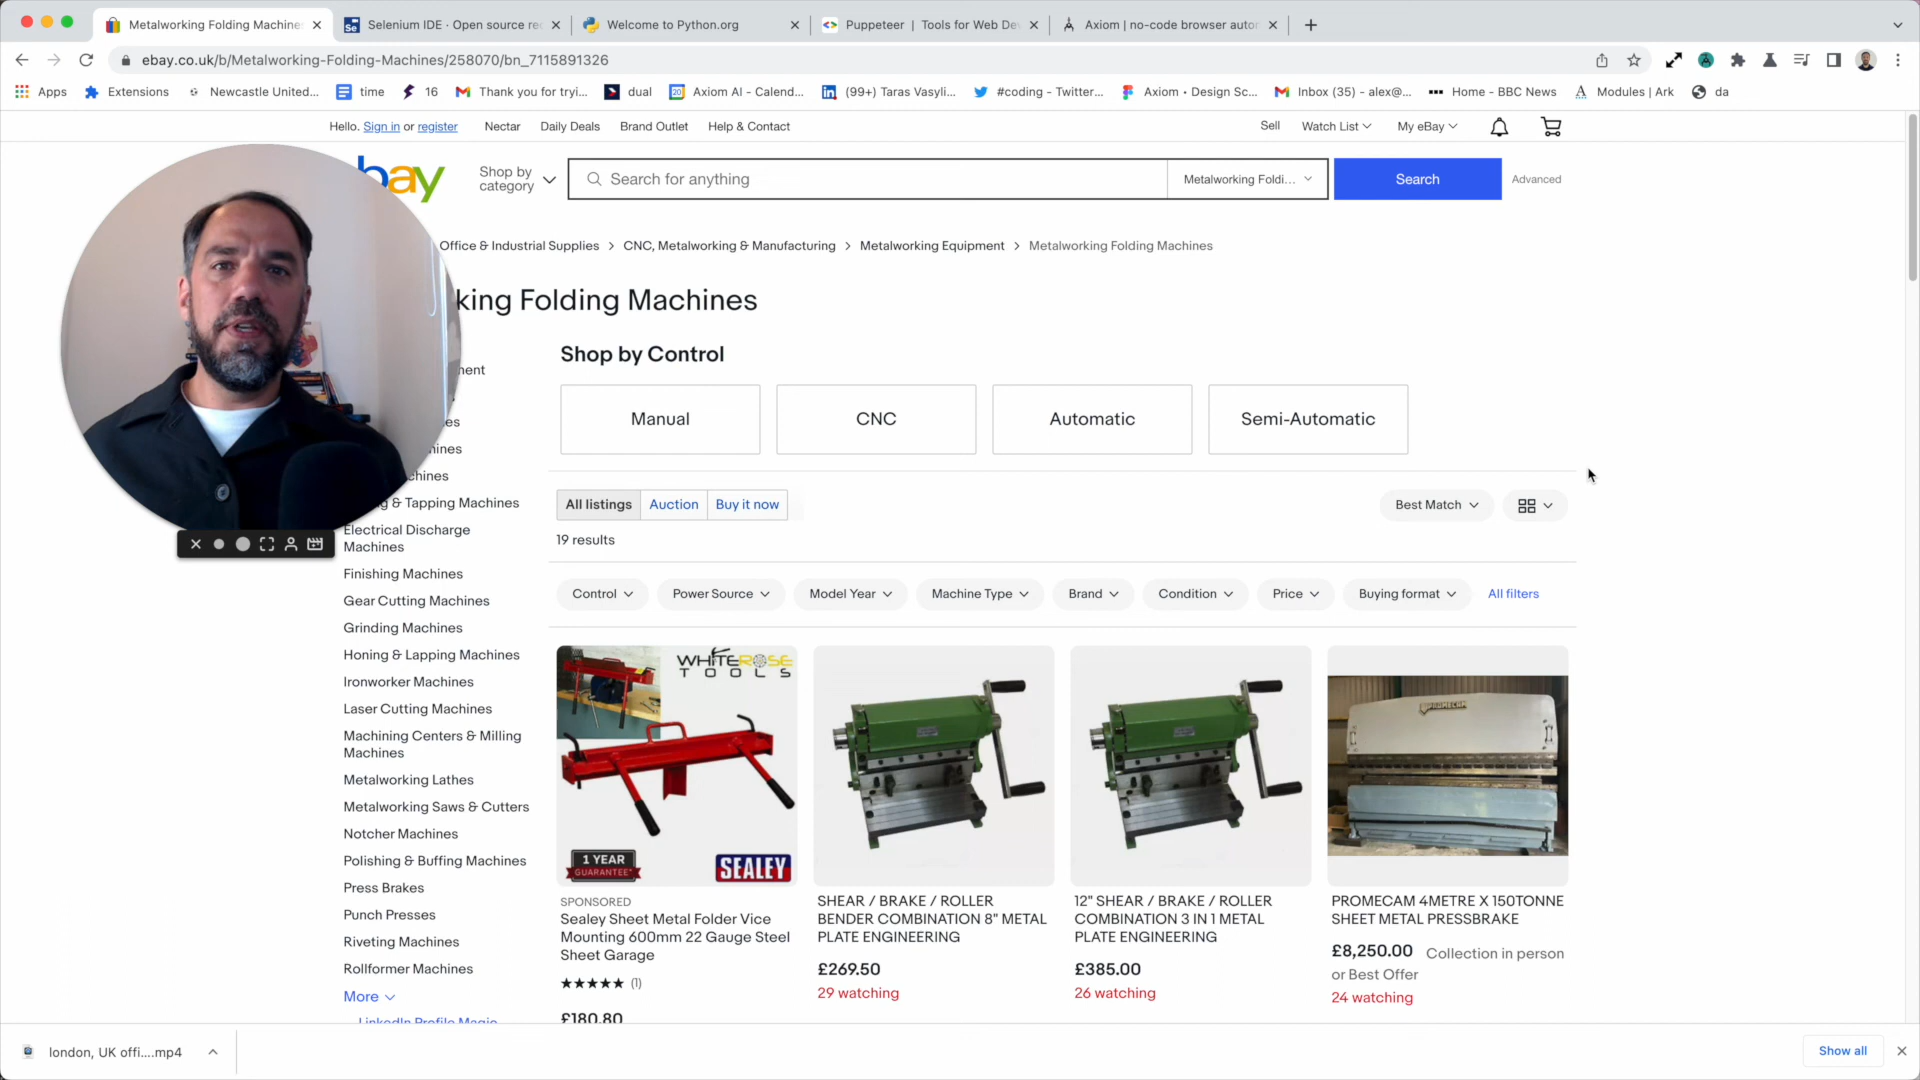 Metalworking Folding Machines
Selenium IDE · Open source rec
Welcome to Python.org
Puppeteer | Tools for Web De
Axiom | no-code browser autor
ebay.co.uk/b/Metalworking-Folding-Machines/258070/bn_7115891326
Apps
Extensions
Newcastle United...
time
16
Thank you for tryi...
dual
Axiom AI - Calend...
(99+) Taras Vasyli...
#coding - Twitter...
Axiom • Design Sc...
Inbox (35) - alex@...
Home - BBC News
Modules | Ark
da
Hello. Sign in or register
Nectar
Daily Deals
Brand Outlet
Help & Contact
Sell
Watch List
My eBay
bay
Shop by category
Search for anything
Metalworking Foldi...
Search
Advanced
Office & Industrial Supplies > CNC, Metalworking & Manufacturing > Metalworking Equipment > Metalworking Folding Machines
king Folding Machines
Shop by Control
Manual
CNC
Automatic
Semi-Automatic
All listings
Auction
Buy it now
Best Match
19 results
Control
Power Source
Model Year
Machine Type
Brand
Condition
Price
Buying format
All filters
& Tapping Machines
Electrical Discharge
Machines
Finishing Machines
Gear Cutting Machines
Grinding Machines
Honing & Lapping Machines
Ironworker Machines
Laser Cutting Machines
Machining Centers & Milling
Machines
Metalworking Lathes
Metalworking Saws & Cutters
Notcher Machines
Polishing & Buffing Machines
Press Brakes
Punch Presses
Riveting Machines
Rollformer Machines
More
LinkedIn Profile Magic
WHITEROSE
TOOLS
1 YEAR
GUARANTEE*
SEALEY
SPONSORED
Sealey Sheet Metal Folder Vice
Mounting 600mm 22 Gauge Steel
Sheet Garage
★★★★★ (1)
£180.80
SHEAR / BRAKE / ROLLER
BENDER COMBINATION 8" METAL
PLATE ENGINEERING
£269.50
29 watching
12" SHEAR / BRAKE / ROLLER
COMBINATION 3 IN 1 METAL
PLATE ENGINEERING
£385.00
26 watching
PROMECAM
PROMECAM 4METRE X 150TONNE
SHEET METAL PRESSBRAKE
£8,250.00 Collection in person
or Best Offer
24 watching
london, UK offi....mp4
Show all